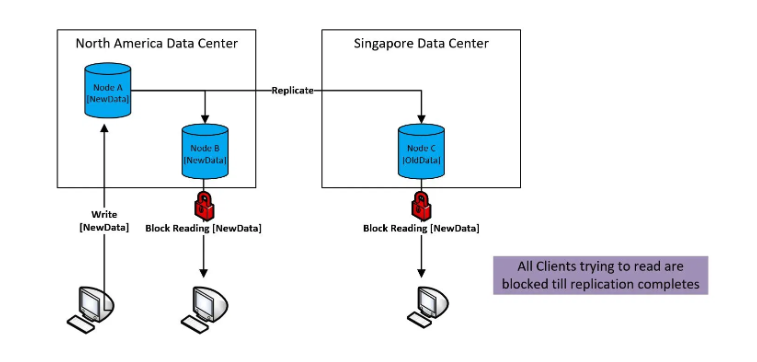 North America Data Center
Singapore Data Center
Node A
[NewData]
Replicate
Node B
[NewData]
Node C
[OldData]
Write
[NewData]
Block Reading [NewData]
Block Reading [NewData]
All Clients trying to read are
blocked till replication completes